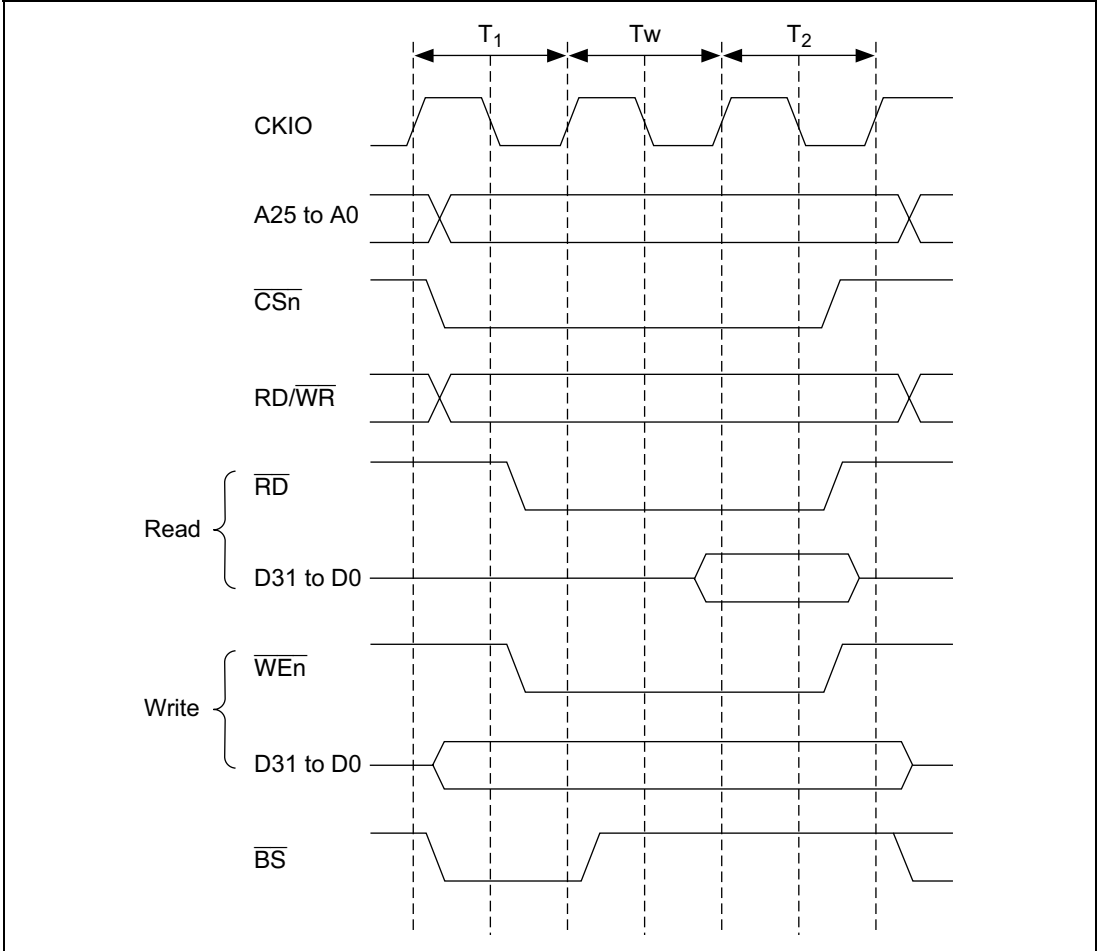 T1 Tw T2
CKIO
A25 to A0
CSn
RD/WR
RD
Read
D31 to D0
WEn
Write
D31 to D0
BS